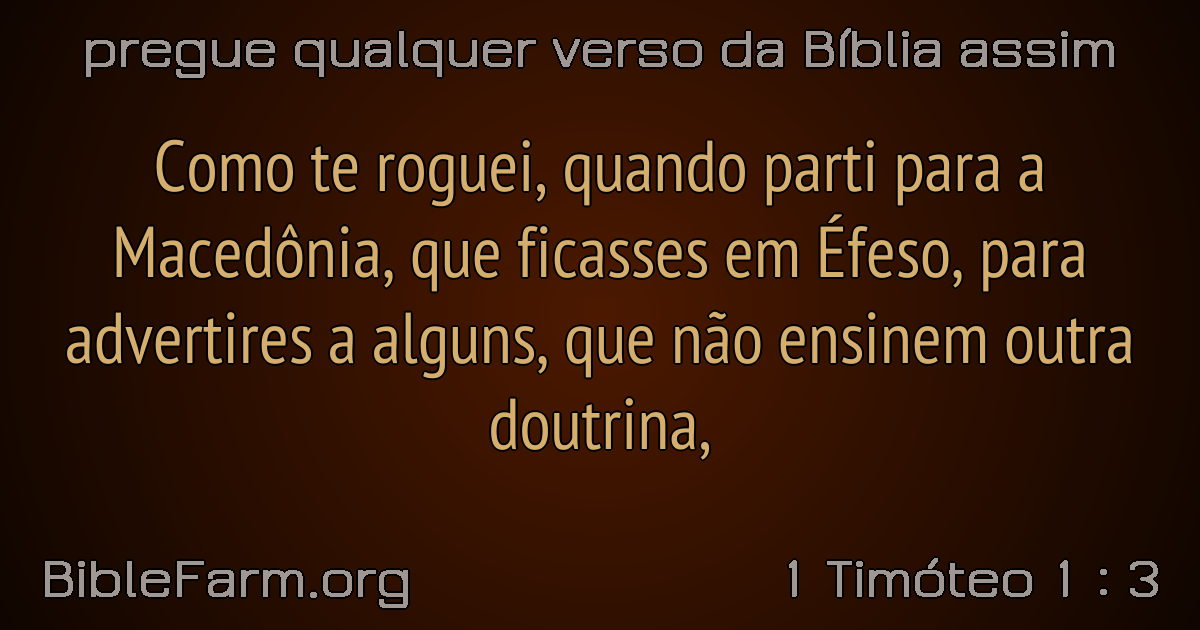 pregue qualquer verso da Bíblia assim
Como te roguei, quando parti para a
Macedônia, que ficasses em Éfeso, para
advertires a alguns, que não ensinem outra
doutrina,
BibleFarm.org
1 Timóteo 1 : 3